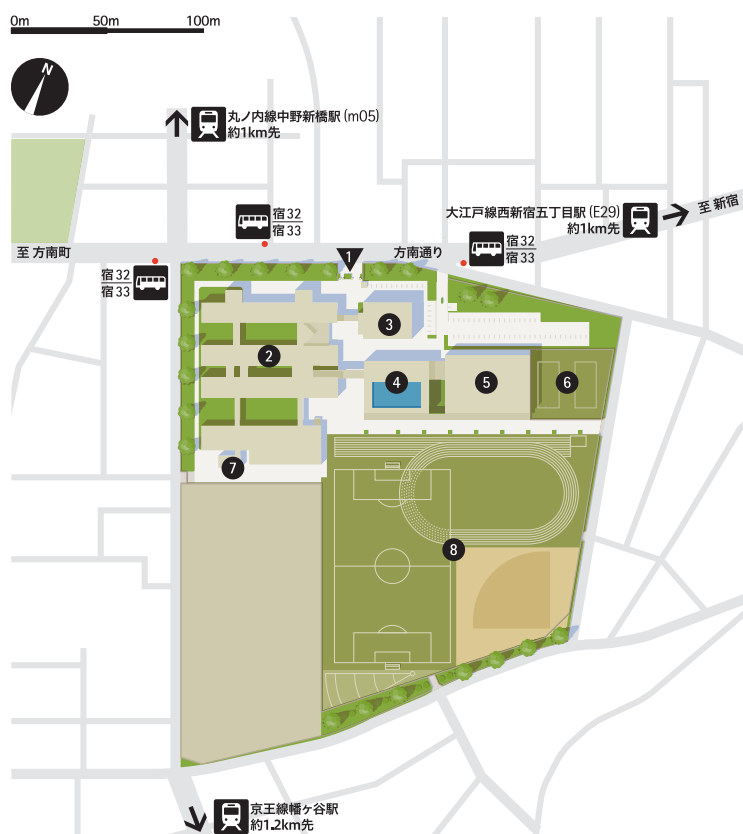 0m 50m 100m
N
丸ノ内線中野新橋駅(m05)
約1km先
大江戸線西新宿五丁目駅(E29)
約1km先
至 新宿
宿32
宿33
宿32
宿33
至 方南町
1
方南通り
宿32
宿33
3
2
4
5
6
7
8
京王線幡ヶ谷駅
約1.2km先